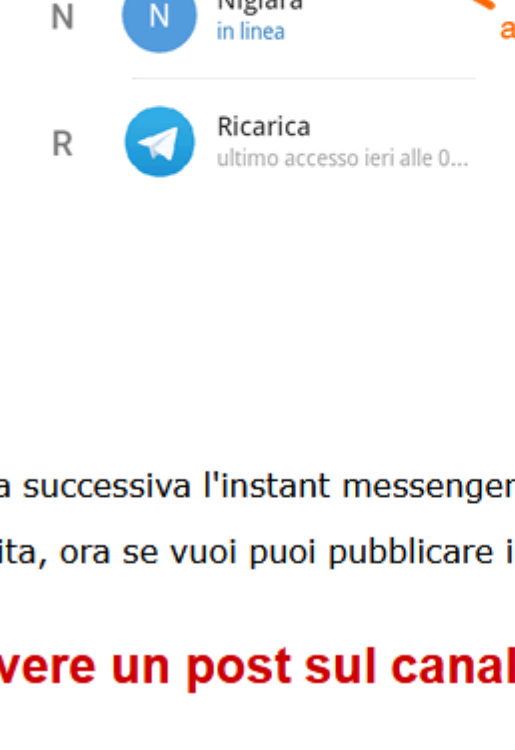 N
N
Nigiara
in linea
a
R
Ricarica
ultimo accesso ieri alle 0...
a successiva l'instant messenger
ita, ora se vuoi puoi pubblicare i
vere un post sul canal